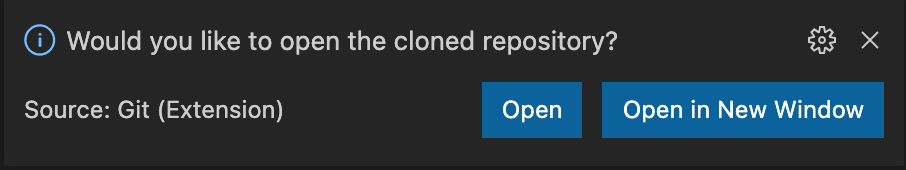 Would you like to open the cloned repository?
Source: Git (Extension)
Open
Open in New Window